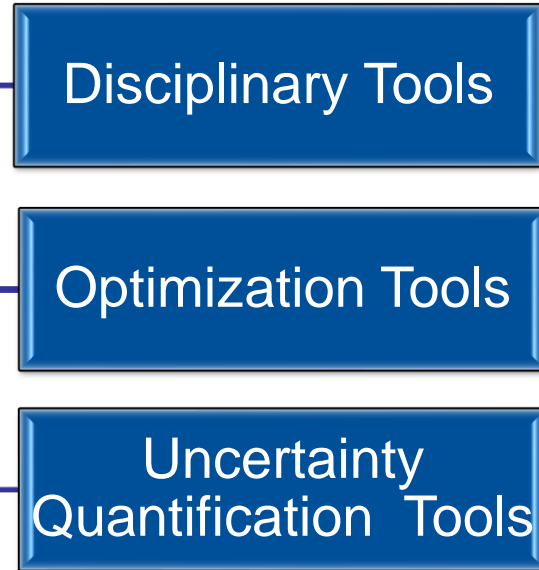 Disciplinary Tools
Optimization Tools
Uncertainty
Quantification Tools